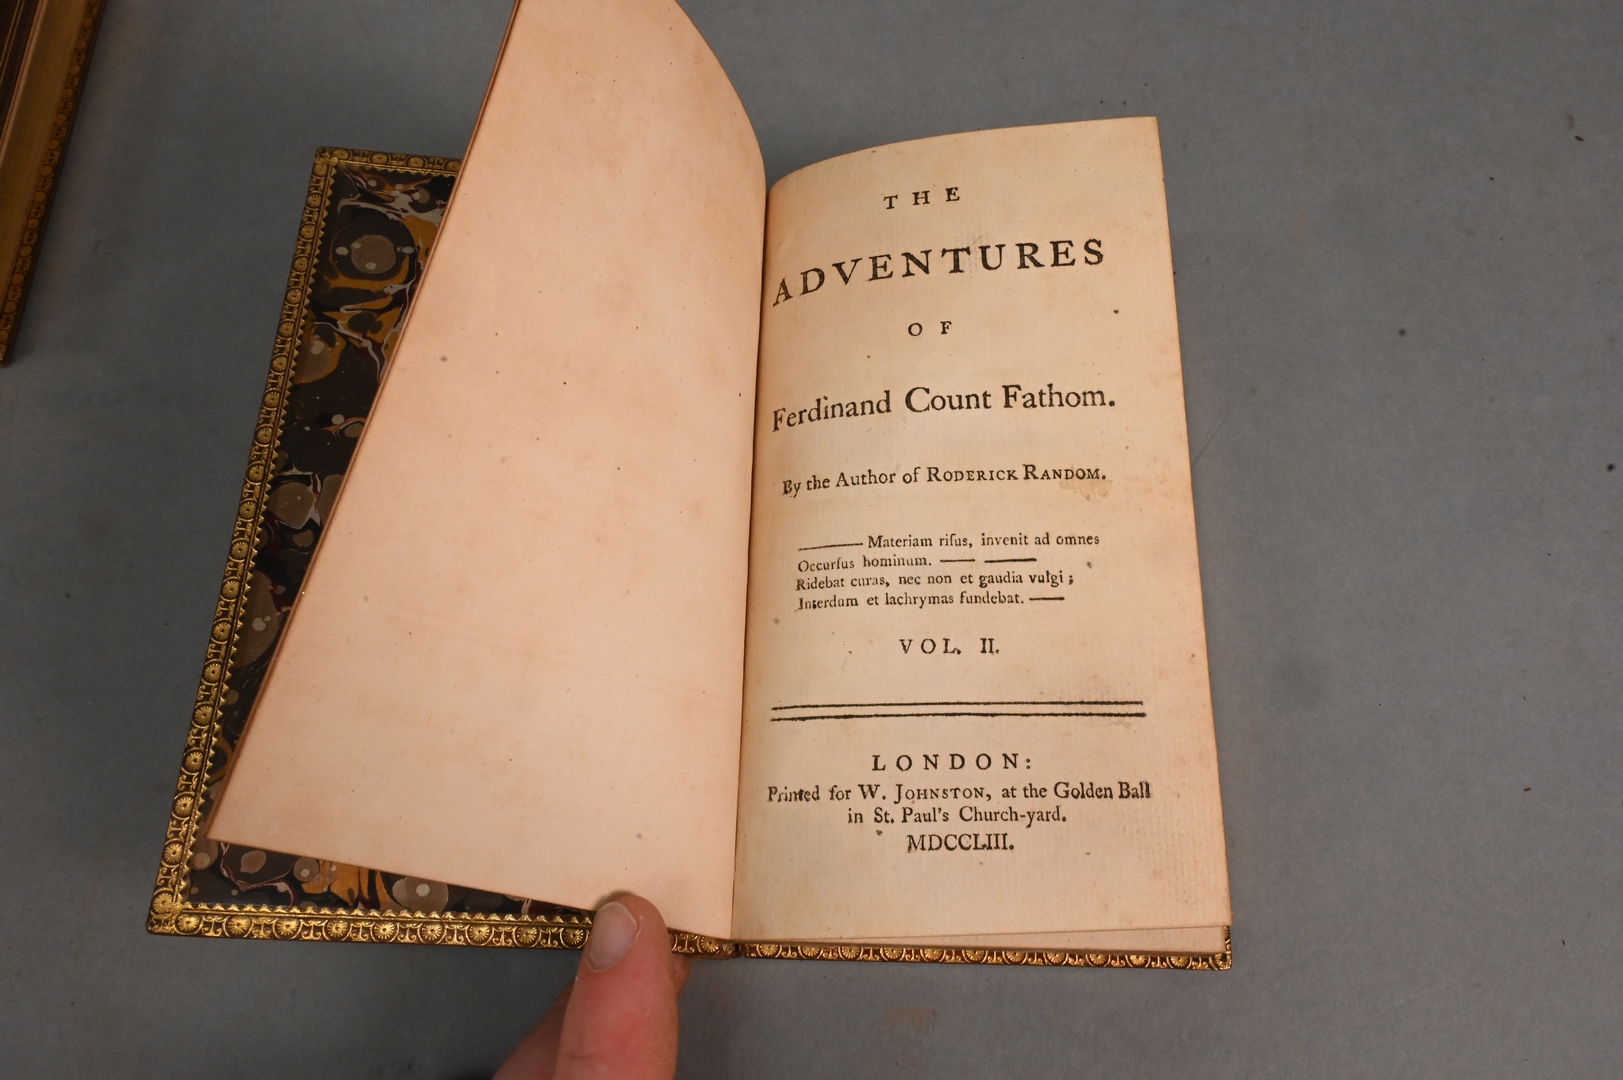 THE
ADVENTURES
OF
Ferdinand Count Fathom.
By the Author of RODERICK RANDOM.
—— Materiam riſus, invenit ad omnes
Occurſus hominum. — —
Ridebat curas, nec non et gaudia vulgi;
Interdum et lachrymas fundebat. —
VOL. II.
LONDON:
Printed for W. JOHNSTON, at the Golden Ball
in St. Paul's Church-yard.
MDCCLIII.